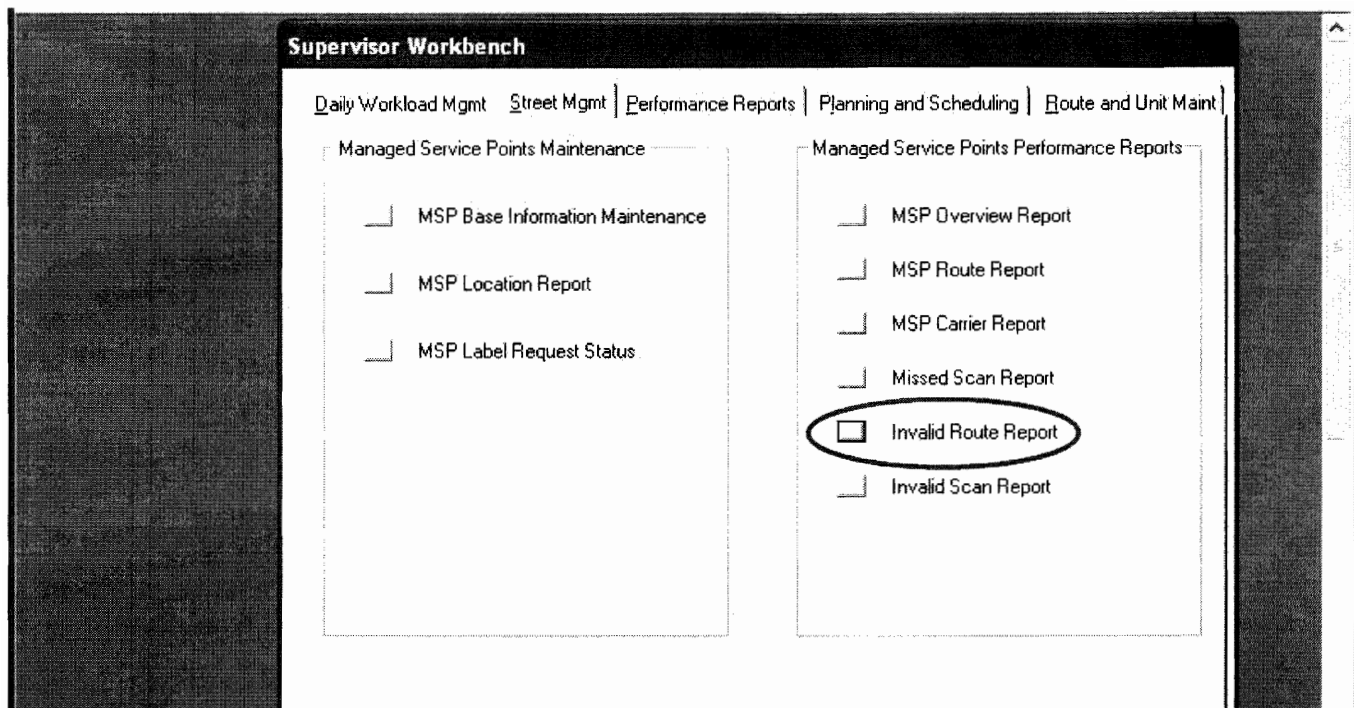 Supervisor Workbench
Daily Workload Mgmt Street Mgmt Performance Reports Planning and Scheduling Route and Unit Maint
Managed Service Points Maintenance
MSP Base Information Maintenance
MSP Location Report
MSP Label Request Status
Managed Service Points Performance Reports
MSP Overview Report
MSP Route Report
MSP Carrier Report
Missed Scan Report
Invalid Route Report
Invalid Scan Report